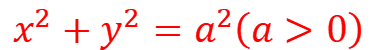 x² + y² = a²(a > 0)